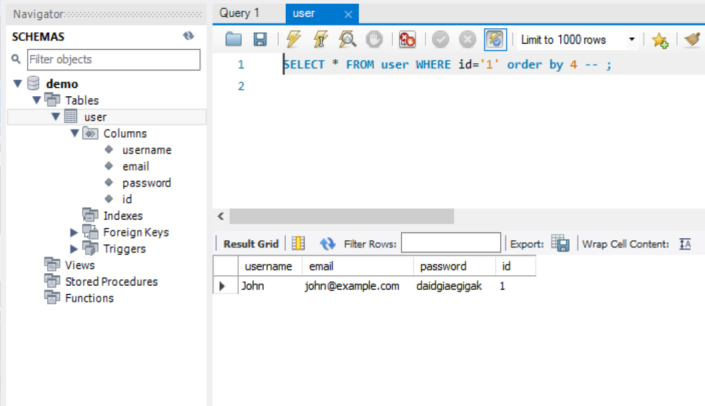 Navigator
SCHEMAS
Filter objects
demo
Tables
user
Columns
username
email
password
id
Indexes
Foreign Keys
Triggers
Views
Stored Procedures
Functions
Query 1 user
Limit to 1000 rows
1 SELECT * FROM user WHERE id='1' order by 4 -- ;
2
Result Grid Filter Rows: Export: Wrap Cell Content: IA
username email password id
John john@example.com daidgiaegigak 1